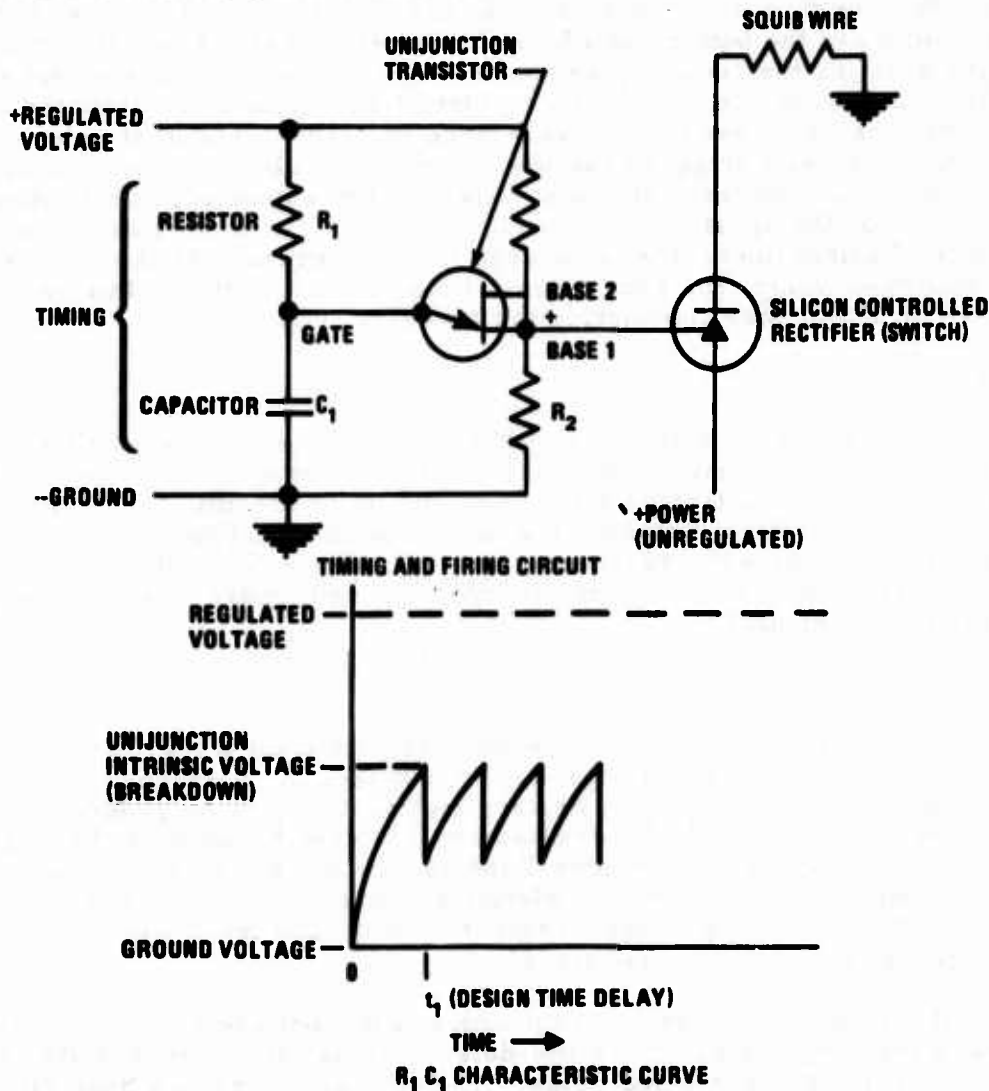 SQUIB WIRE
UNIJUNCTION
TRANSISTOR
+REGULATED
VOLTAGE
RESISTOR
R1
TIMING
BASE 2
+
BASE 1
GATE
SILICON CONTROLLED
RECTIFIER (SWITCH)
CAPACITOR
C1
R2
--GROUND
+POWER
(UNREGULATED)
TIMING AND FIRING CIRCUIT
REGULATED
VOLTAGE
UNIJUNCTION
INTRINSIC VOLTAGE
(BREAKDOWN)
GROUND VOLTAGE
0
t1 (DESIGN TIME DELAY)
TIME
R1 C1 CHARACTERISTIC CURVE